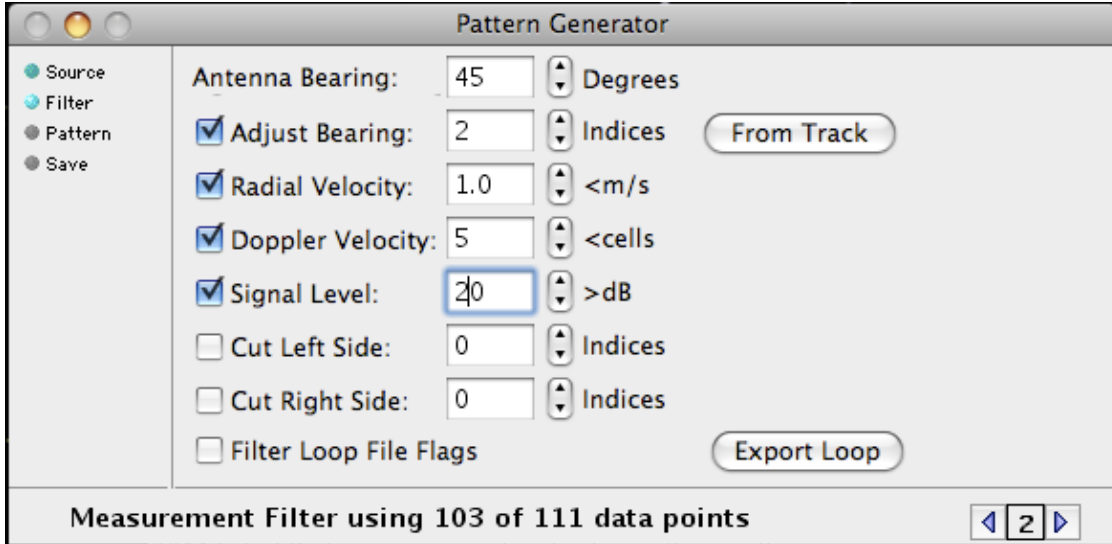 Pattern Generator
Source
Filter
Pattern
Save
Antenna Bearing: 45 Degrees
Adjust Bearing: 2 Indices From Track
Radial Velocity: 1.0 <m/s
Doppler Velocity: 5 <cells
Signal Level: 20 >dB
Cut Left Side: 0 Indices
Cut Right Side: 0 Indices
Filter Loop File Flags Export Loop
Measurement Filter using 103 of 111 data points 2